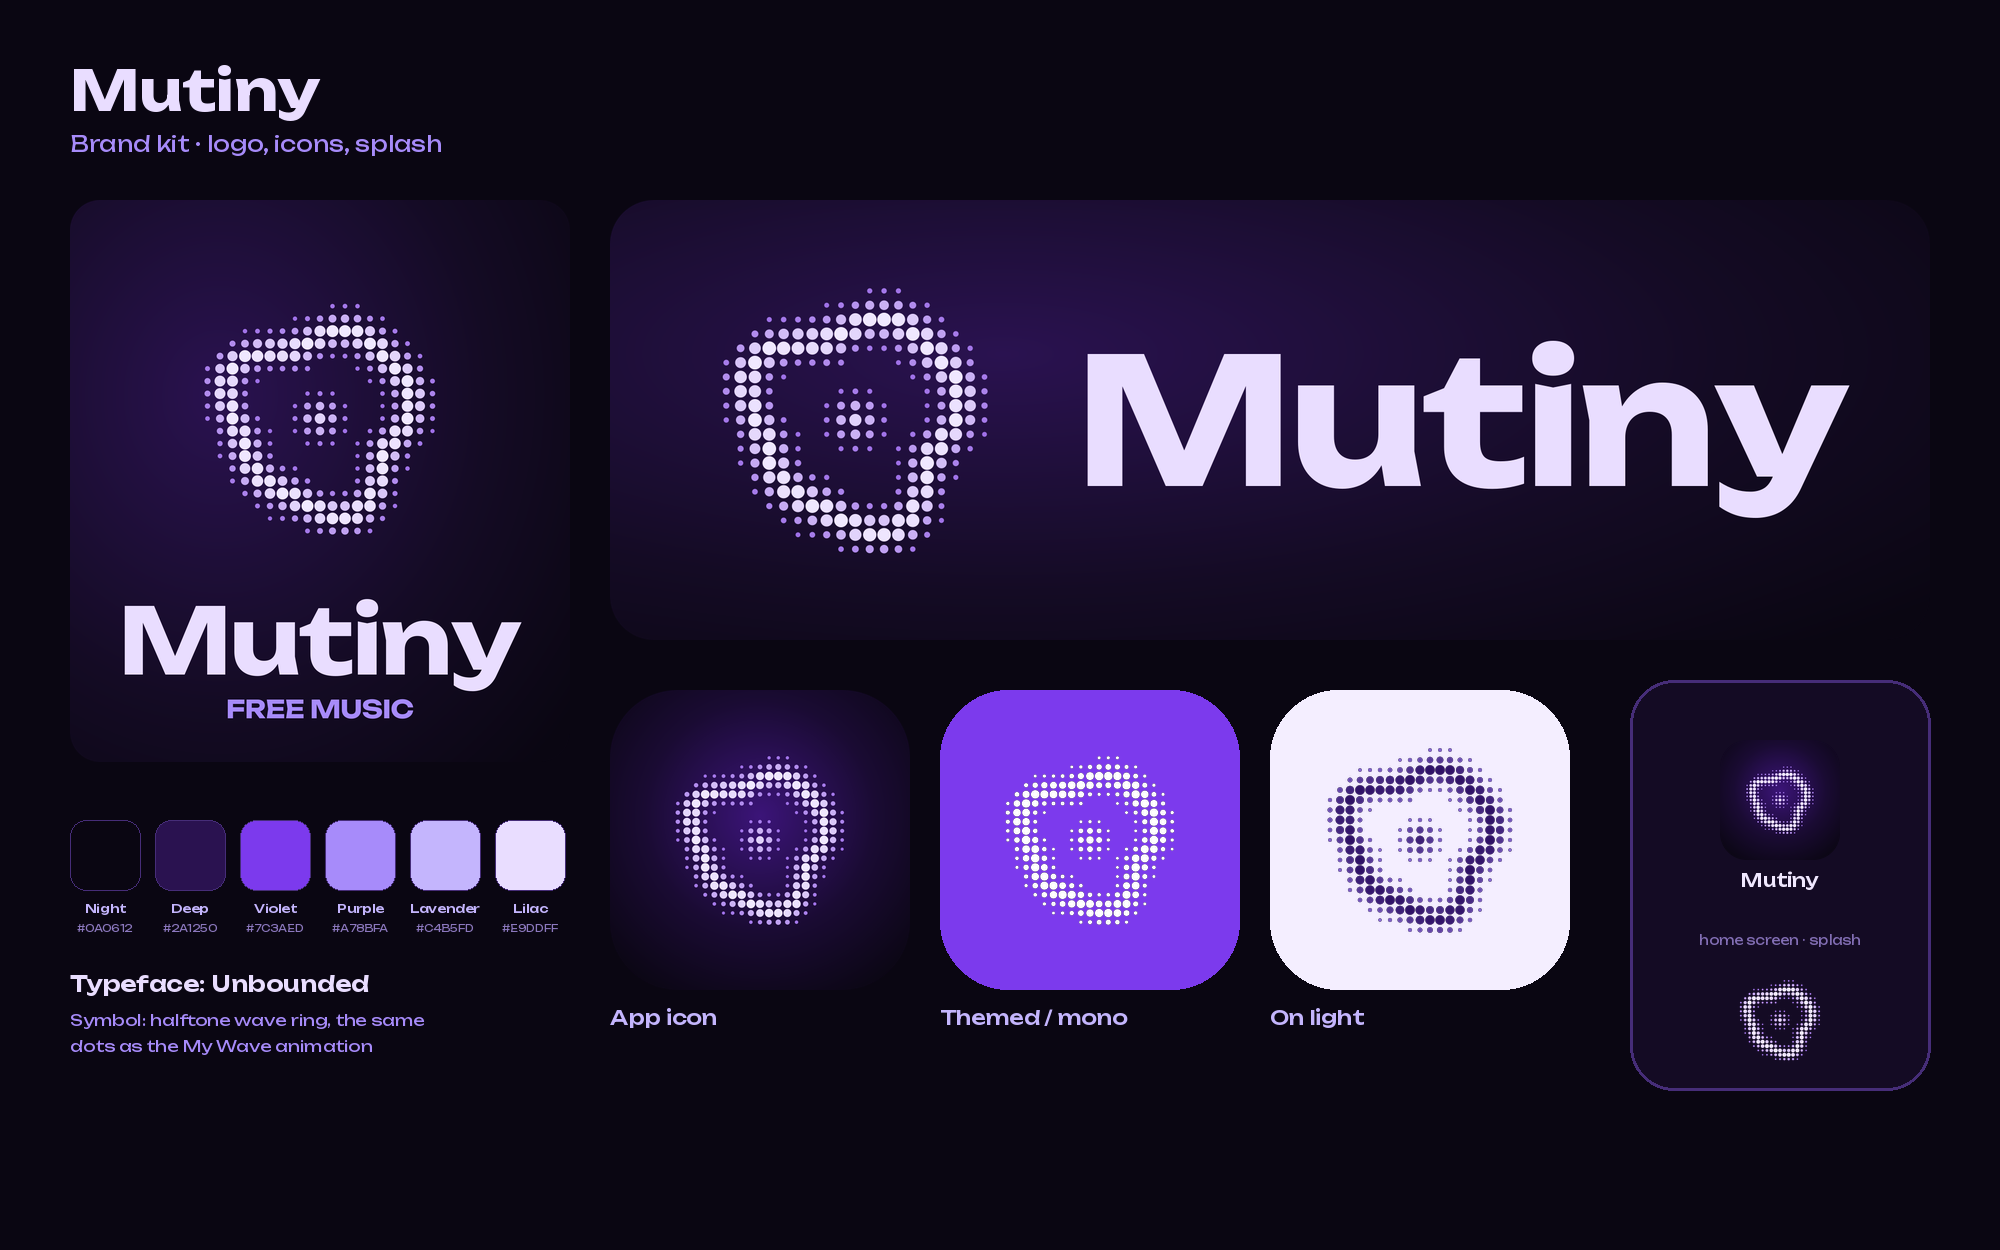 Mutiny
Brand kit · logo, icons, splash
Mutiny
FREE MUSIC
Mutiny
Night
#0A0612
Deep
#2A1250
Violet
#7C3AED
Purple
#A78BFA
Lavender
#C4B5FD
Lilac
#E9DDFF
Typeface: Unbounded
Symbol: halftone wave ring, the same
dots as the My Wave animation
App icon
Themed / mono
On light
Mutiny
home screen · splash